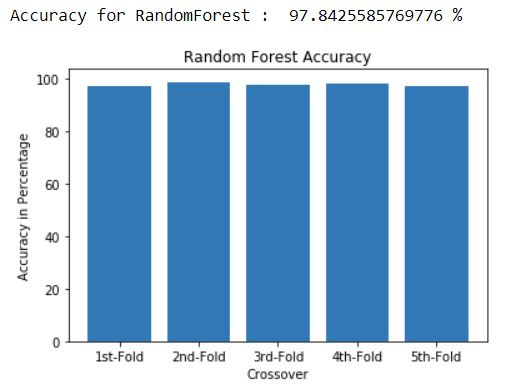 Accuracy for RandomForest :  97.8425585769776 %
Random Forest Accuracy
100
80
60
40
20
0
Accuracy in Percentage
1st-Fold 2nd-Fold 3rd-Fold 4th-Fold 5th-Fold
Crossover